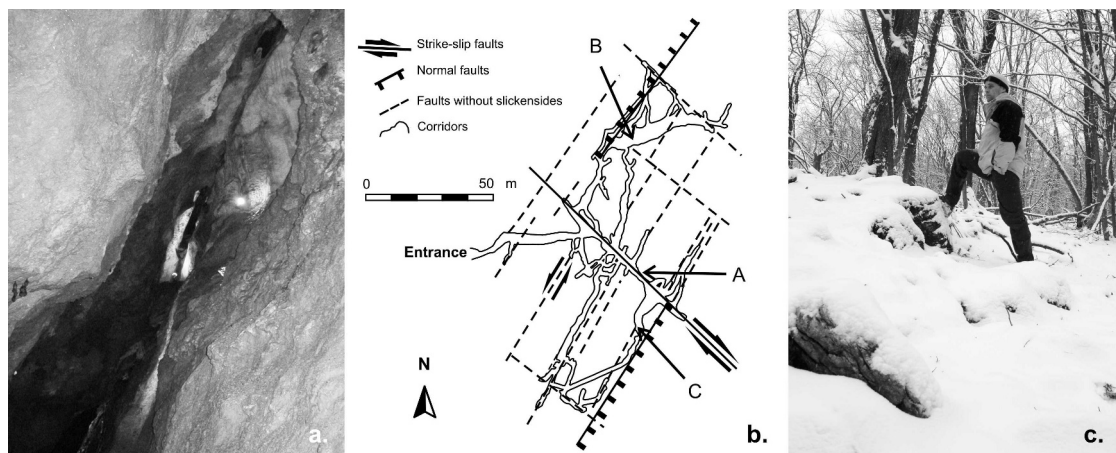 Strike-slip faults
Normal faults
Faults without slickensides
Corridors
0 50 m
B
Entrance
A
N
C
a.
b.
c.